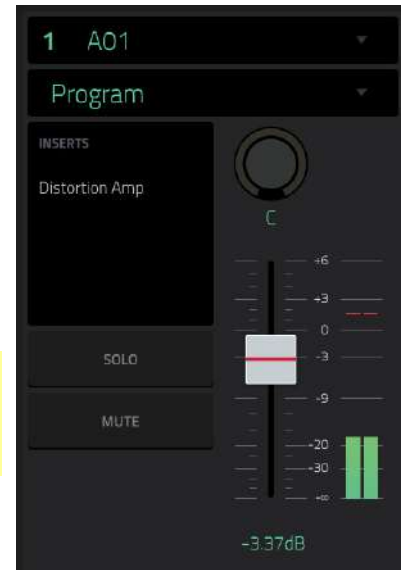 1 A01
Program
INSERTS
Distortion Amp
C
+6
+3
0
-3
-9
-20
-30
-∞
SOLO
MUTE
-3.37dB